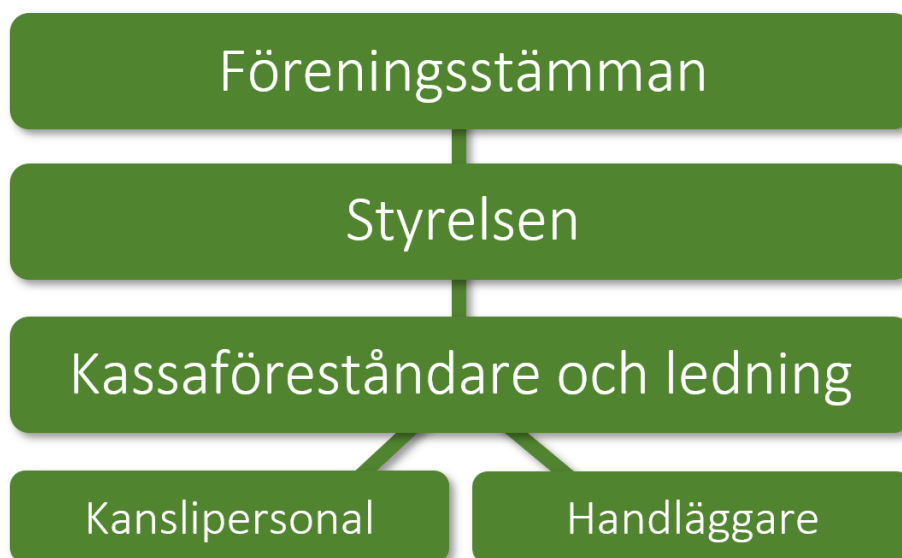 Föreningsstämman
Styrelsen
Kassaföreståndare och ledning
Kanslipersonal
Handläggare